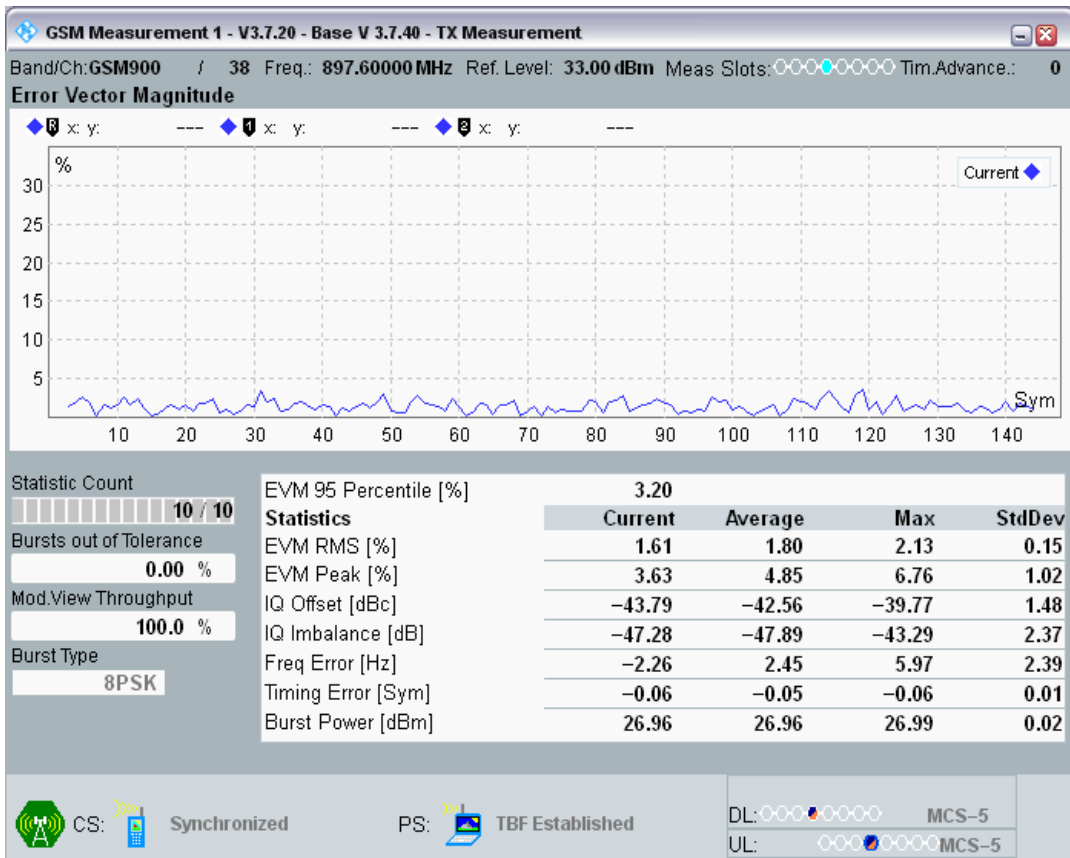 GSM Measurement 1 - V3.7.20 - Base V 3.7.40 - TX Measurement
Band/Ch:GSM900 / 38 Freq.: 897.60000 MHz Ref. Level: 33.00 dBm Meas Slots: Tim.Advance.: 0
Error Vector Magnitude
R x: y: --- 1 x: y: --- 2 x: y: ---
%
Current
30
25
20
15
10
5
Sym
10 20 30 40 50 60 70 80 90 100 110 120 130 140
Statistic Count
10 / 10
Bursts out of Tolerance
0.00 %
Mod.View Throughput
100.0 %
Burst Type
8PSK
EVM 95 Percentile [%] 3.20
Statistics Current Average Max StdDev
EVM RMS [%] 1.61 1.80 2.13 0.15
EVM Peak [%] 3.63 4.85 6.76 1.02
IQ Offset [dBc] −43.79 −42.56 −39.77 1.48
IQ Imbalance [dB] −47.28 −47.89 −43.29 2.37
Freq Error [Hz] −2.26 2.45 5.97 2.39
Timing Error [Sym] −0.06 −0.05 −0.06 0.01
Burst Power [dBm] 26.96 26.96 26.99 0.02
CS: Synchronized PS: TBF Established
DL: MCS−5
UL: MCS−5